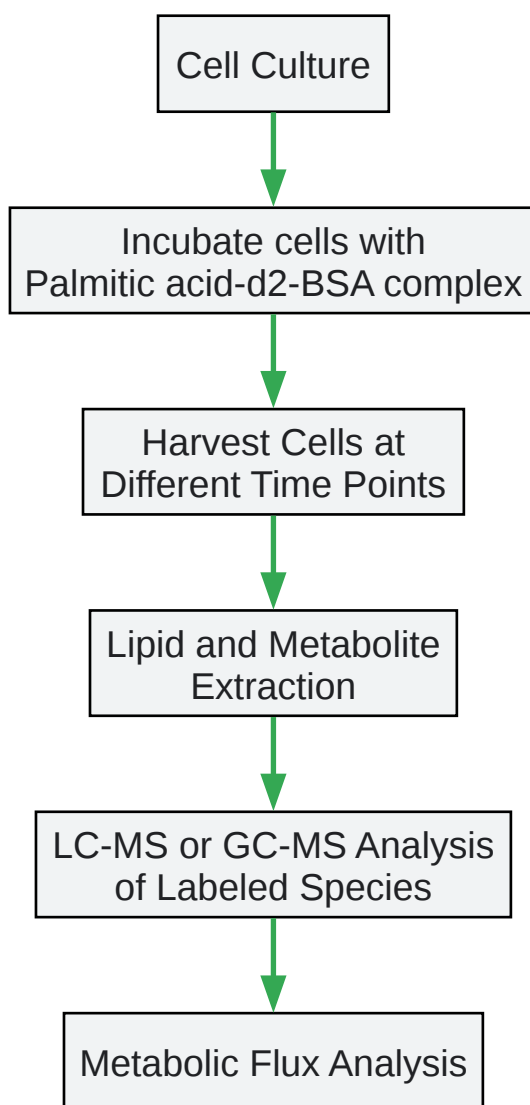 Cell Culture
Incubate cells with
Palmitic acid-d2-BSA complex
Harvest Cells at
Different Time Points
Lipid and Metabolite
Extraction
LC-MS or GC-MS Analysis
of Labeled Species
Metabolic Flux Analysis